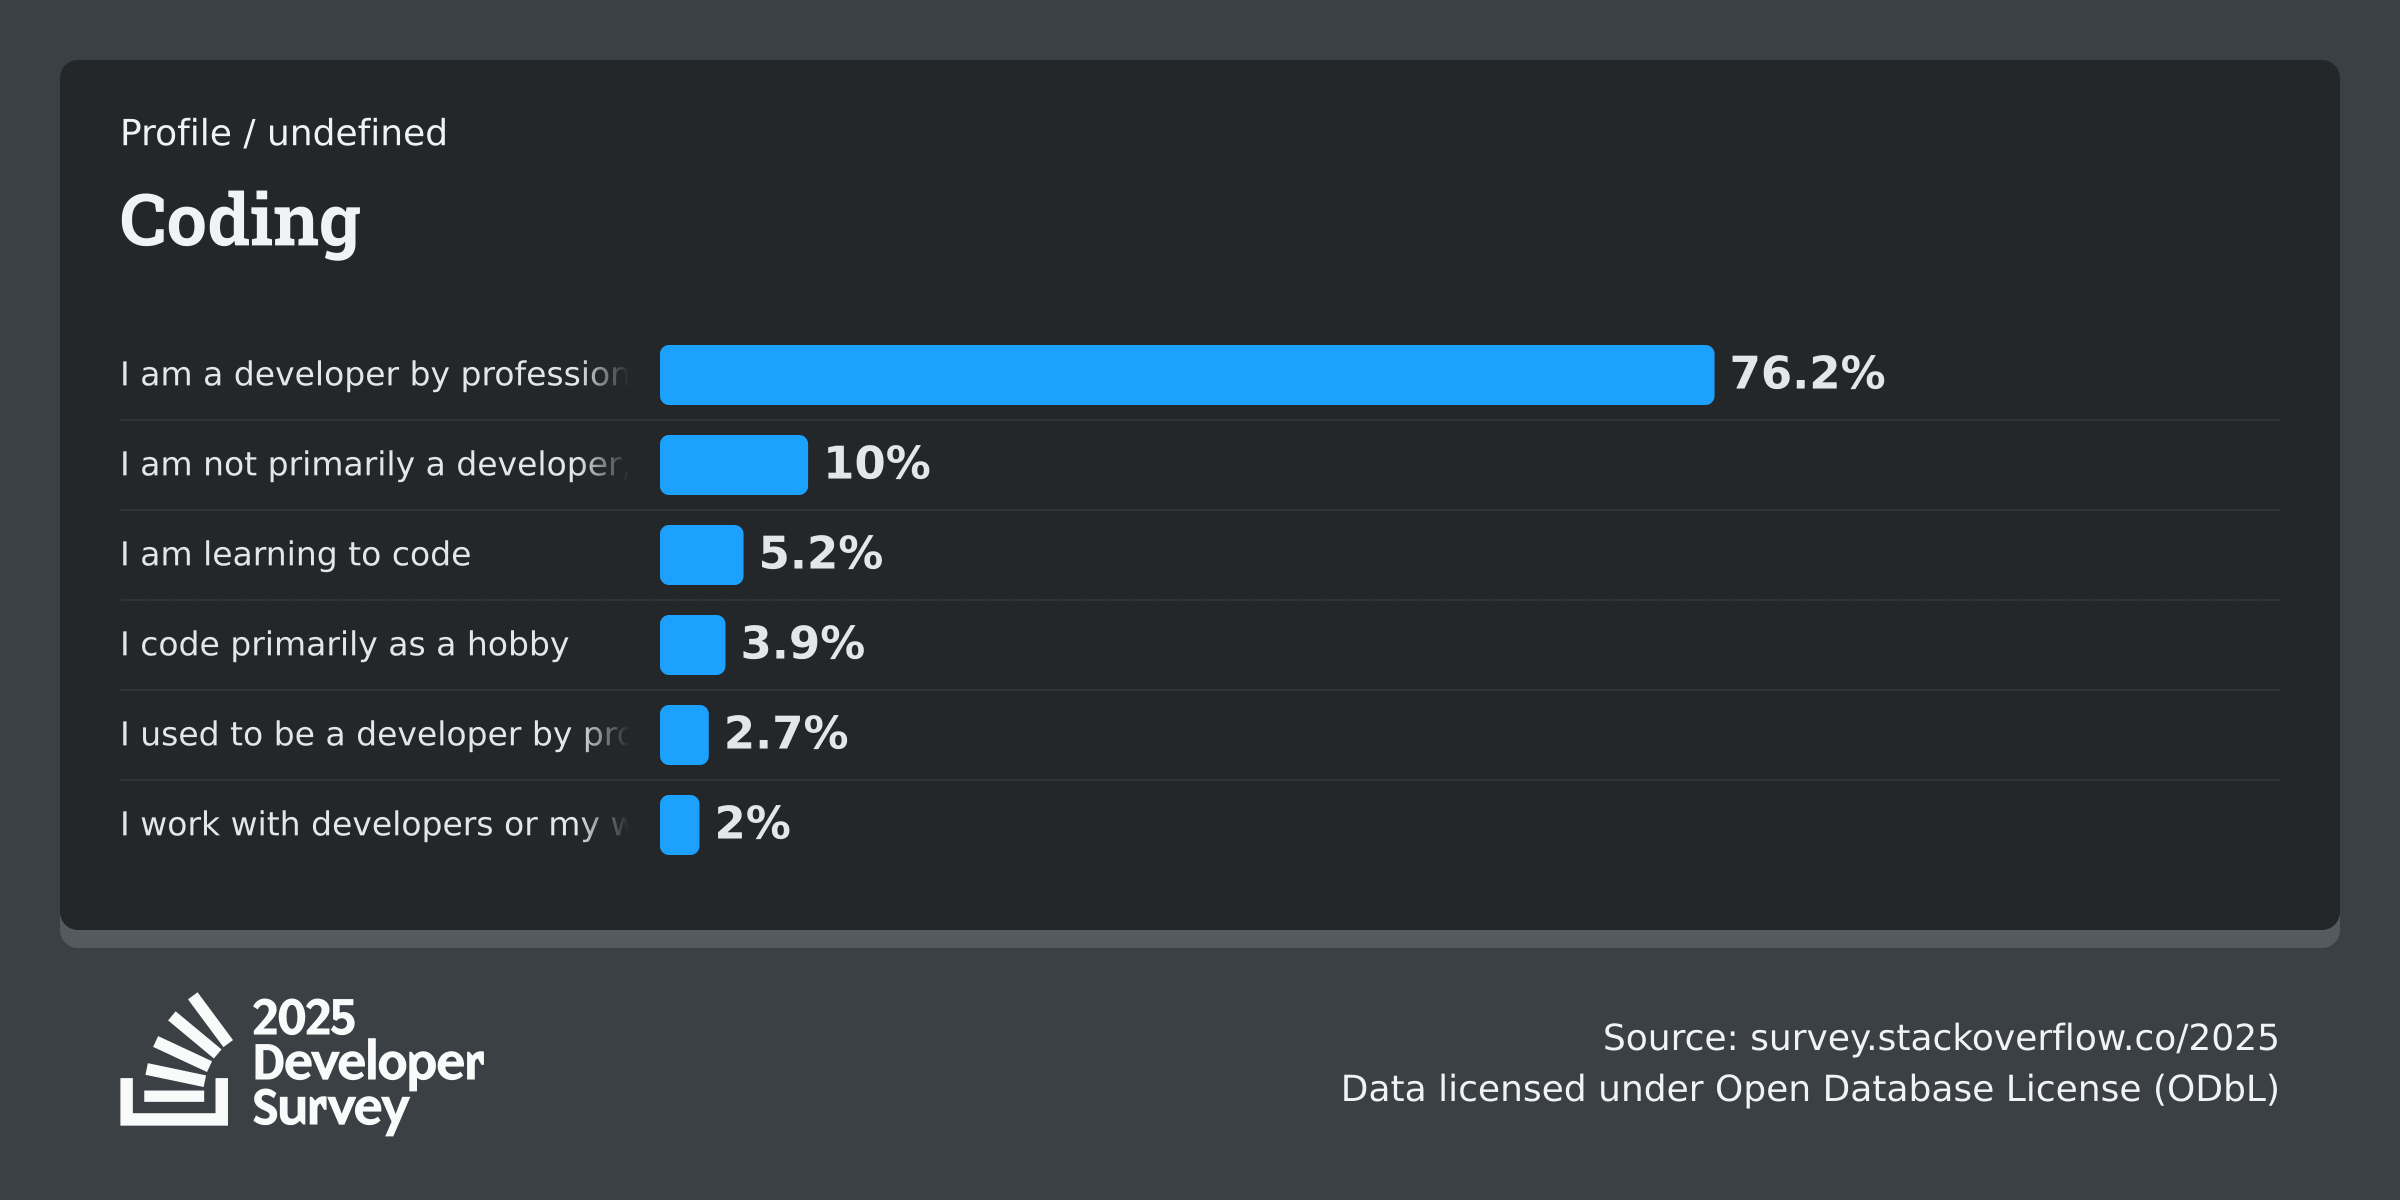 Profile / undefined
Coding
I am a developer by profession 76.2%
I am not primarily a developer, 10%
I am learning to code 5.2%
I code primarily as a hobby 3.9%
I used to be a developer by 2.7%
I work with developers or my 2%
2025
Developer
Survey
Source: survey.stackoverflow.co/2025
Data licensed under Open Database License (ODbL)